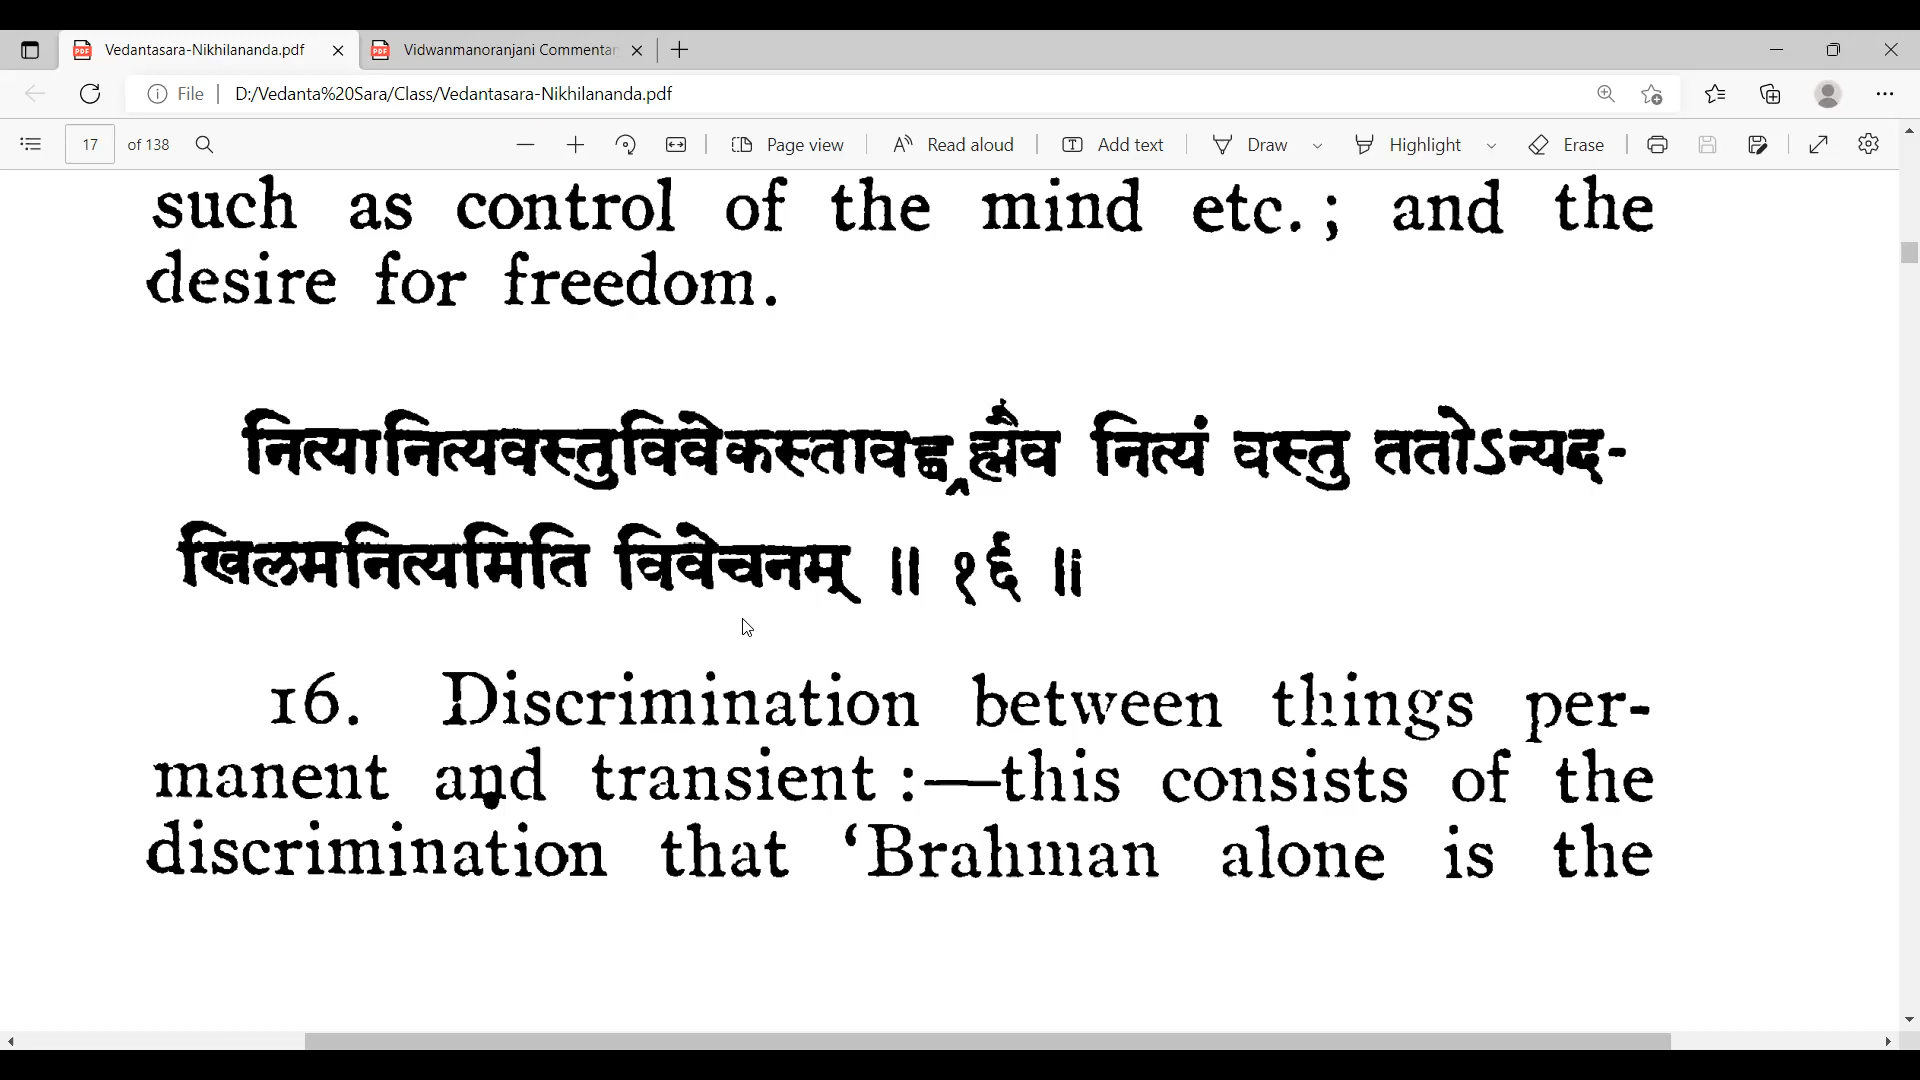 Vedantasara-Nikhilananda.pdf
Vidwanmanoranjani Commentar
File
D:/Vedanta%20Sara/Class/Vedantasara-Nikhilananda.pdf
17 of 138
Page view
Read aloud
Add text
Draw
Highlight
Erase
such as control of the mind etc. ; and the
desire for freedom.
नित्यानित्यवस्तुविवेकस्तावद्ब्रह्मैव नित्यं वस्तु ततोऽन्यद-
खिलमनित्यमिति विवेचनम् ॥ १६ ॥
16. Discrimination between things per-
manent and transient :—this consists of the
discrimination that ‘Brahman alone is the